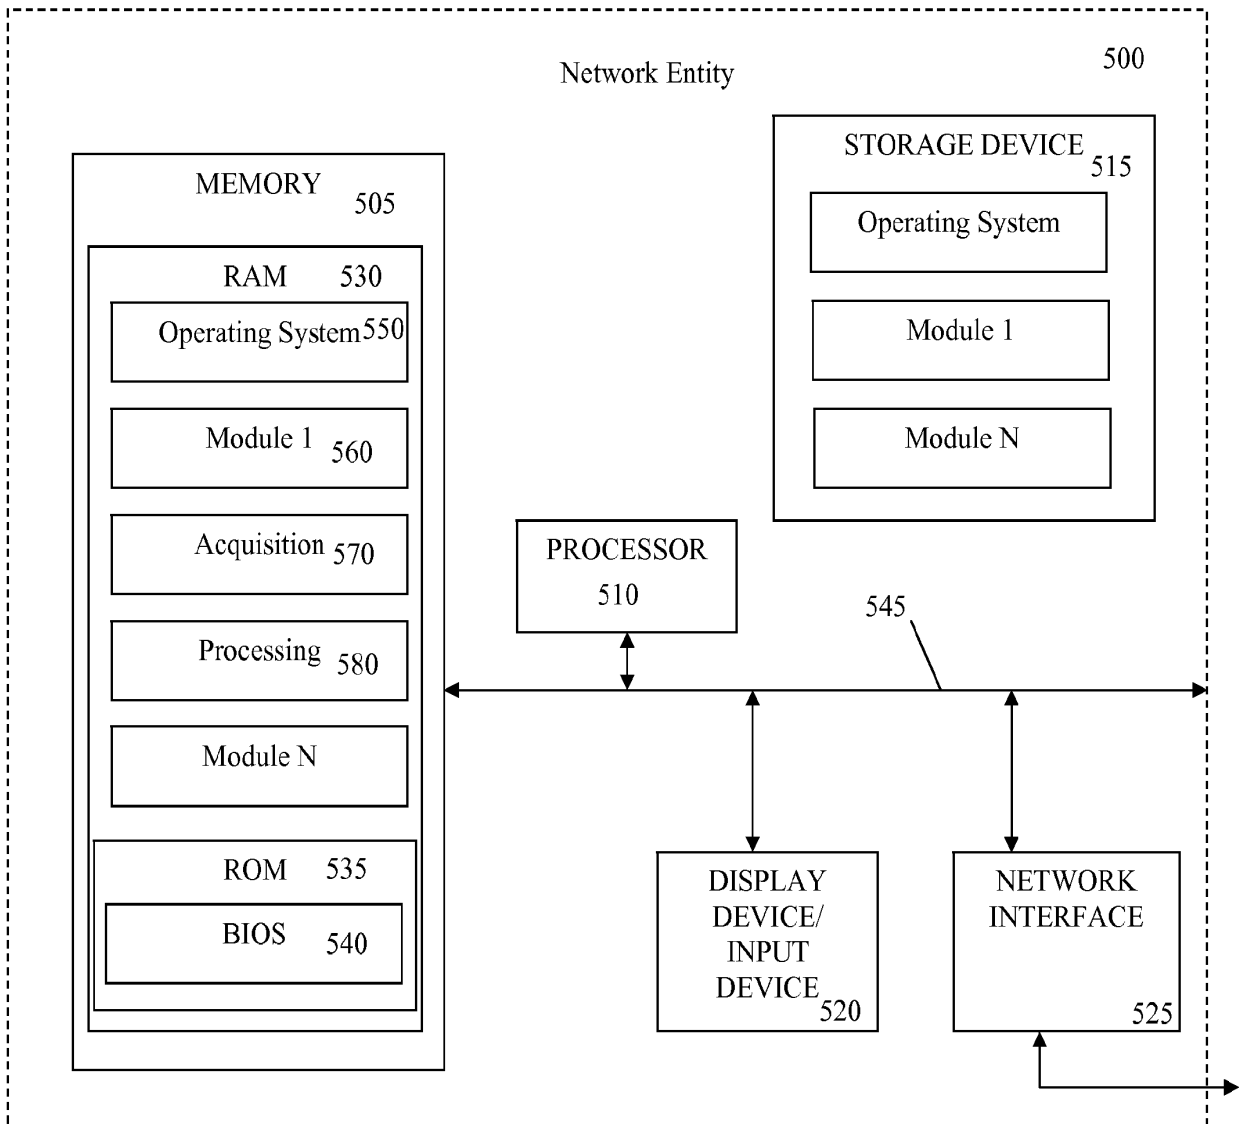 Network Entity
500
MEMORY
505
RAM 530
Operating System 550
Module 1 560
Acquisition 570
Processing 580
Module N
ROM 535
BIOS 540
STORAGE DEVICE
515
Operating System
Module 1
Module N
PROCESSOR
510
545
DISPLAY
DEVICE/
INPUT
DEVICE
520
NETWORK
INTERFACE
525